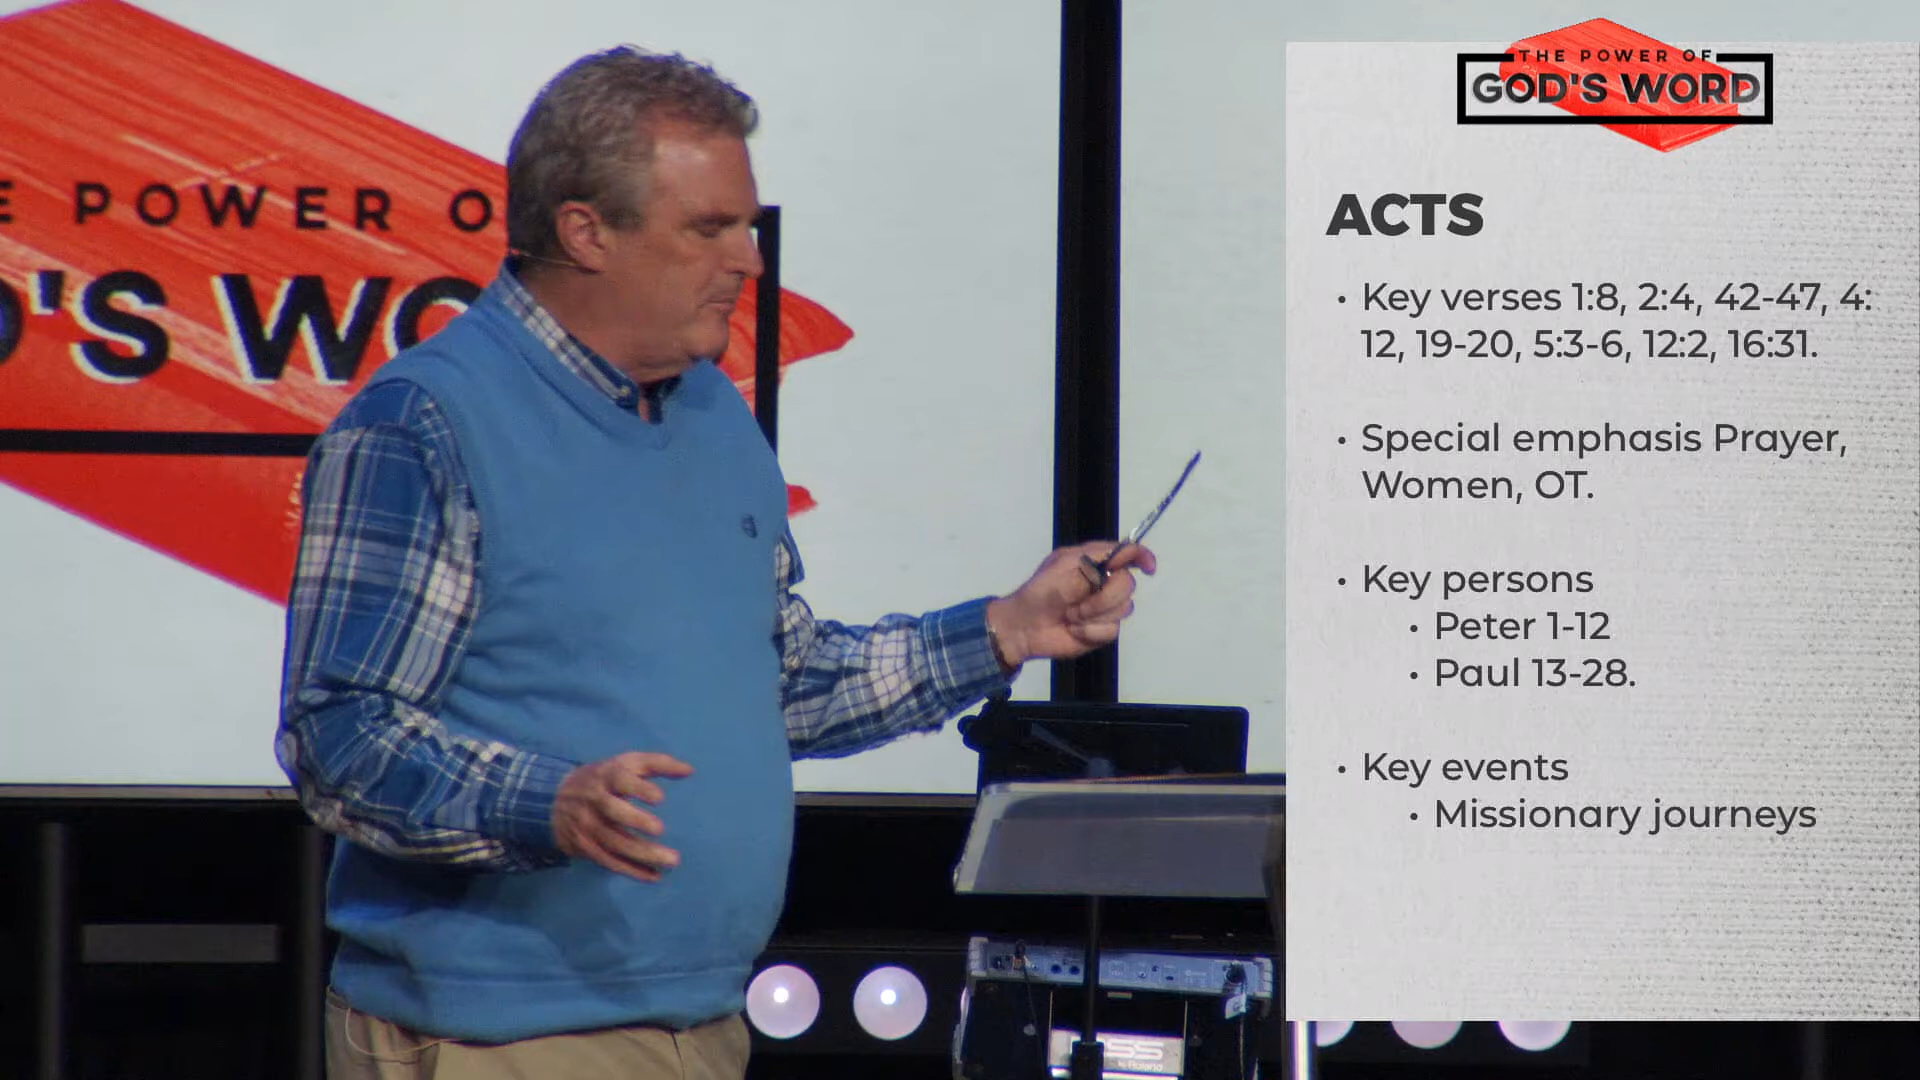 E POWER O
D'S WO
THE POWER OF
GOD'S WORD
ACTS
• Key verses 1:8, 2:4, 42-47, 4:
12, 19-20, 5:3-6, 12:2, 16:31.
• Special emphasis Prayer,
Women, OT.
• Key persons
• Peter 1-12
• Paul 13-28.
• Key events
• Missionary journeys
by Roland